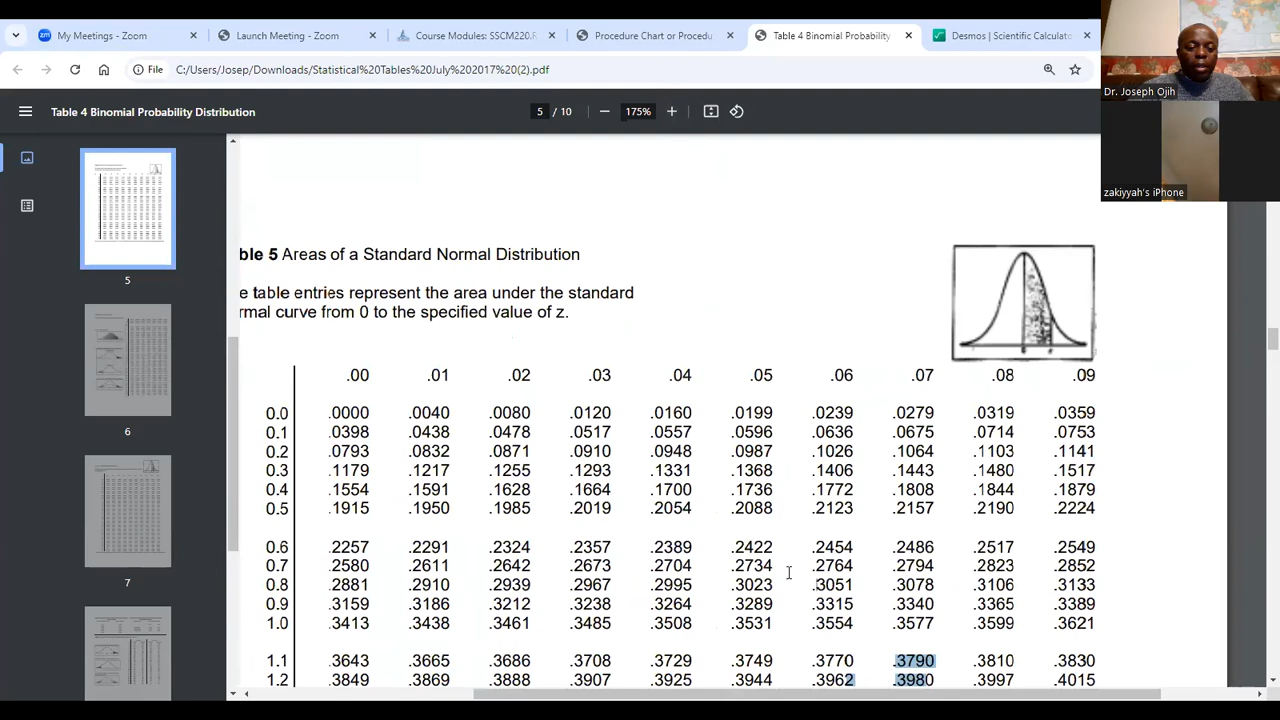 My Meetings - Zoom
Launch Meeting - Zoom
Course Modules: SSCM220.R
Procedure Chart or Procedu
Table 4 Binomial Probability
Desmos | Scientific Calculato
File
C:/Users/Josep/Downloads/Statistical%20Tables%20July%202017%20(2).pdf
Table 4 Binomial Probability Distribution
5 / 10
175%
Dr. Joseph Ojih
zakiyyah's iPhone
5
6
7
ble 5 Areas of a Standard Normal Distribution
e table entries represent the area under the standard
rmal curve from 0 to the specified value of z.
.00 .01 .02 .03 .04 .05 .06 .07 .08 .09
0.0 .0000 .0040 .0080 .0120 .0160 .0199 .0239 .0279 .0319 .0359
0.1 .0398 .0438 .0478 .0517 .0557 .0596 .0636 .0675 .0714 .0753
0.2 .0793 .0832 .0871 .0910 .0948 .0987 .1026 .1064 .1103 .1141
0.3 .1179 .1217 .1255 .1293 .1331 .1368 .1406 .1443 .1480 .1517
0.4 .1554 .1591 .1628 .1664 .1700 .1736 .1772 .1808 .1844 .1879
0.5 .1915 .1950 .1985 .2019 .2054 .2088 .2123 .2157 .2190 .2224
0.6 .2257 .2291 .2324 .2357 .2389 .2422 .2454 .2486 .2517 .2549
0.7 .2580 .2611 .2642 .2673 .2704 .2734 .2764 .2794 .2823 .2852
0.8 .2881 .2910 .2939 .2967 .2995 .3023 .3051 .3078 .3106 .3133
0.9 .3159 .3186 .3212 .3238 .3264 .3289 .3315 .3340 .3365 .3389
1.0 .3413 .3438 .3461 .3485 .3508 .3531 .3554 .3577 .3599 .3621
1.1 .3643 .3665 .3686 .3708 .3729 .3749 .3770 .3790 .3810 .3830
1.2 .3849 .3869 .3888 .3907 .3925 .3944 .3962 .3980 .3997 .4015